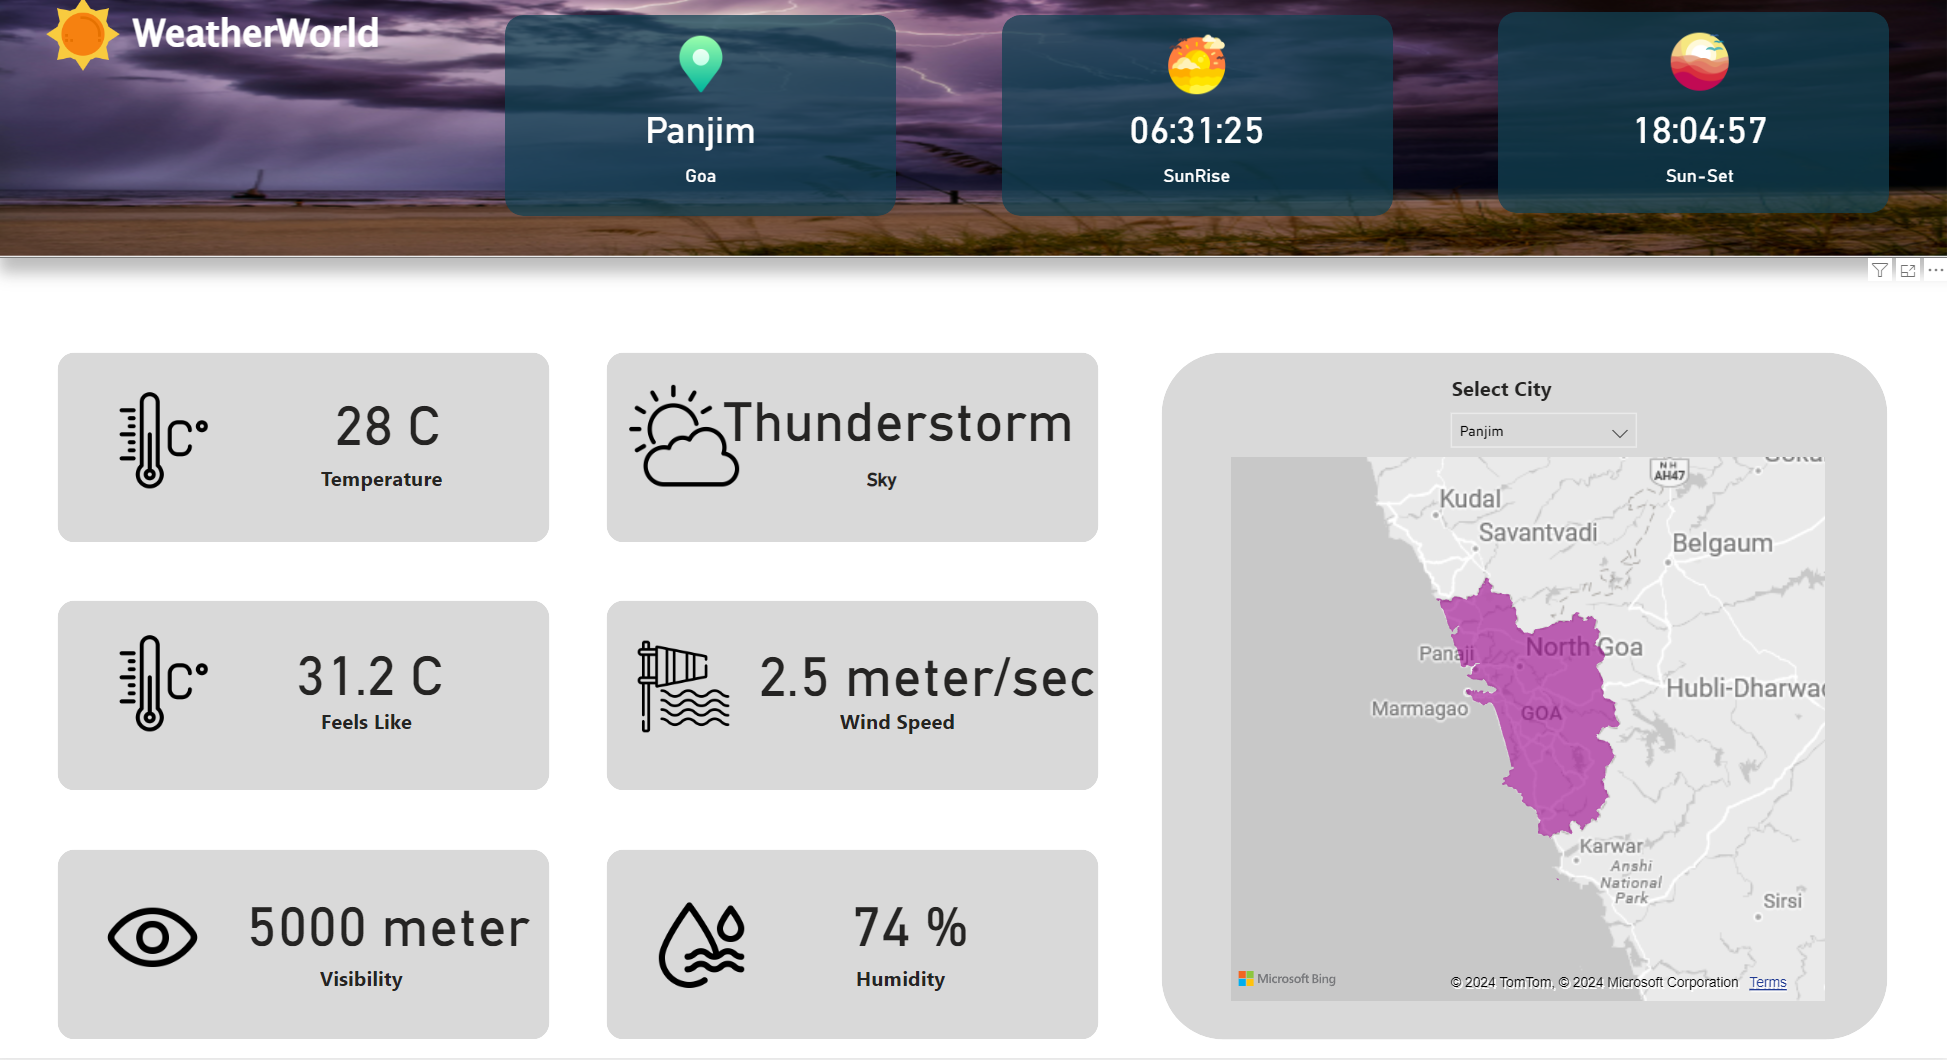 WeatherWorld
Panjim
Goa
06:31:25
SunRise
18:04:57
Sun-Set
28 C
Temperature
Thunderstorm
Sky
31.2 C
Feels Like
2.5 meter/sec
Wind Speed
5000 meter
Visibility
74 %
Humidity
Select City
Panjim
NH
AH47
Kudal
Savantvadi
Belgaum
Panaji
North Goa
Hubli-Dharwa
Marmagao
GOA
Karwar
Anshi
National
Park
Sirsi
Microsoft Bing
© 2024 TomTom, © 2024 Microsoft Corporation Terms